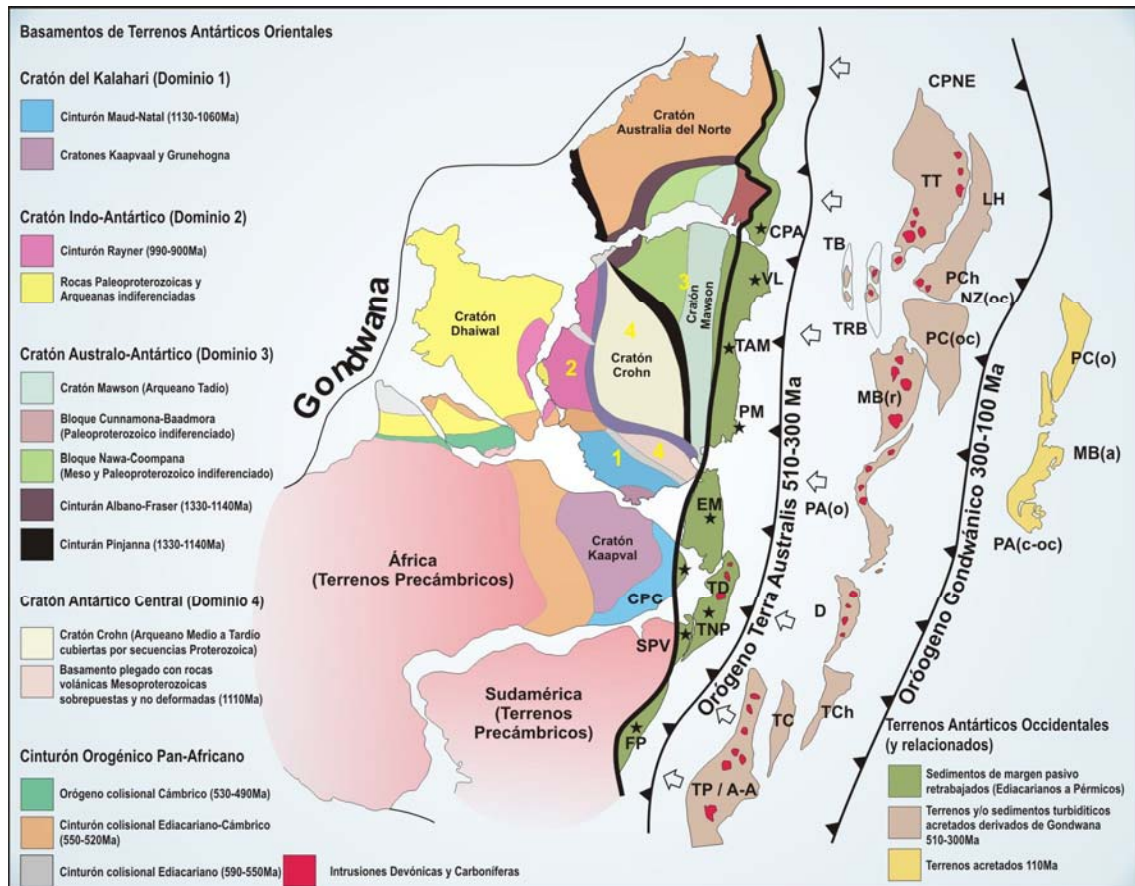 Basamentos de Terrenos Antárticos Orientales
Cratón del Kalahari (Dominio 1)
Cinturón Maud-Natal (1130-1060Ma)
Cratones Kaapvaal y Grunehogna
Cratón Indo-Antártico (Dominio 2)
Cinturón Rayner (990-900Ma)
Rocas Paleoproterozoicas y
Arqueanas indiferenciadas
Cratón Australo-Antártico (Dominio 3)
Cratón Mawson (Arqueano Tadío)
Bloque Cunnamona-Baadmora
(Paleoproterozoico indiferenciado)
Bloque Nawa-Coompana
(Meso y Paleoproterozoico indiferenciado)
Cinturán Albano-Fraser (1330-1140Ma)
Cinturán Pinjanna (1330-1140Ma)
Cratón Antártico Central (Dominio 4)
Cratón Crohn (Arqueano Medio a Tardío
cubiertas por secuencias Proterozoica)
Basamento plegado con rocas
volánicas Mesoproterozoicas
sobrepuestas y no deformadas (1110Ma)
Cinturón Orogénico Pan-Africano
Orógeno colisional Cámbrico (530-490Ma)
Cinturón colisional Ediacariano-Cámbrico
(550-520Ma)
Cinturón colisional Ediacariano (590-550Ma)
Intrusiones Devónicas y Carboníferas
Gondwana
Cratón
Australia del Norte
Cratón
Dhaiwal
2
4
Cratón
Crohn
3
Cratón
Mawson
1
4
África
(Terrenos Precámbricos)
Cratón
Kaapval
CPC
Sudamérica
(Terrenos
Precámbricos)
SPV
FP
CPA
VL
TAM
PM
EM
TD
TNP
Orógeno Terra Australis 510-300 Ma
CPNE
TT
LH
TB
PCh
NZ(oc)
TRB
PC(oc)
MB(r)
PA(o)
D
TC
TCh
TP / A-A
Oróogeno Gondwánico 300-100 Ma
PC(o)
MB(a)
PA(c-oc)
Terrenos Antárticos Occidentales
(y relacionados)
Sedimentos de margen pasivo
retrabajados (Ediacarianos a Pérmicos)
Terrenos y/o sedimentos turbidíticos
acretados derivados de Gondwana
510-300Ma
Terrenos acretados 110Ma